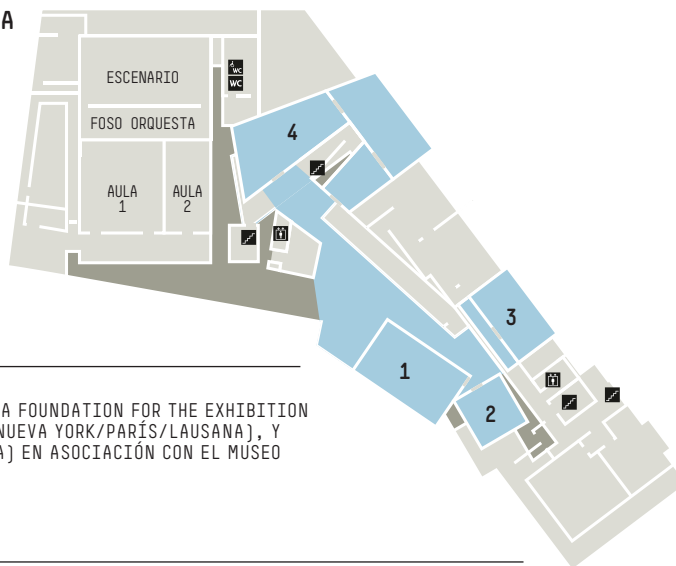 A
WC
WC
ESCENARIO
4
FOSO ORQUESTA
AULA
1
AULA
2
3
1
2
A FOUNDATION FOR THE EXHIBITION
NUEVA YORK/PARÍS/LAUSANA), Y
A) EN ASOCIACIÓN CON EL MUSEO